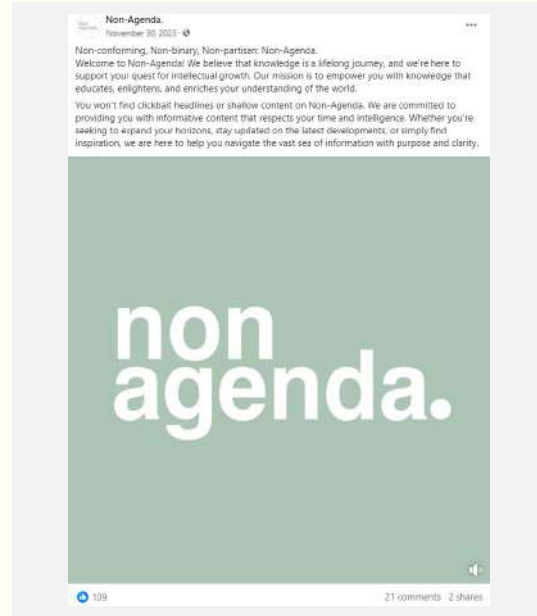 Non-Agenda.
November 30, 2023 ·
Non-conforming, Non-binary, Non-partisan: Non-Agenda.
Welcome to Non-Agenda! We believe that knowledge is a lifelong journey, and we're here to
support your quest for intellectual growth. Our mission is to empower you with knowledge that
educates, enlightens, and enriches your understanding of the world.
You won't find clickbait headlines or shallow content on Non-Agenda. We are committed to
providing you with informative content that respects your time and intelligence. Whether you're
seeking to expand your horizons, stay updated on the latest developments, or simply find
inspiration, we are here to help you navigate the vast sea of information with purpose and clarity.
non
agenda.
109
21 comments 2 shares